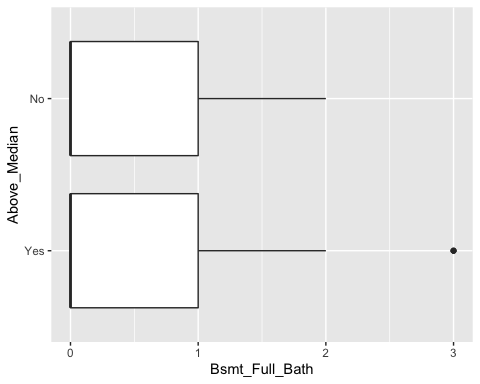 Above_Median
No
Yes
0 1 2 3
Bsmt_Full_Bath